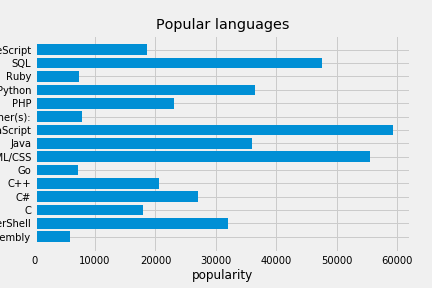 Popular languages
eScript
SQL
Ruby
Python
PHP
her(s):
aScript
Java
ML/CSS
Go
C++
C#
C
erShell
sembly
0 10000 20000 30000 40000 50000 60000
popularity